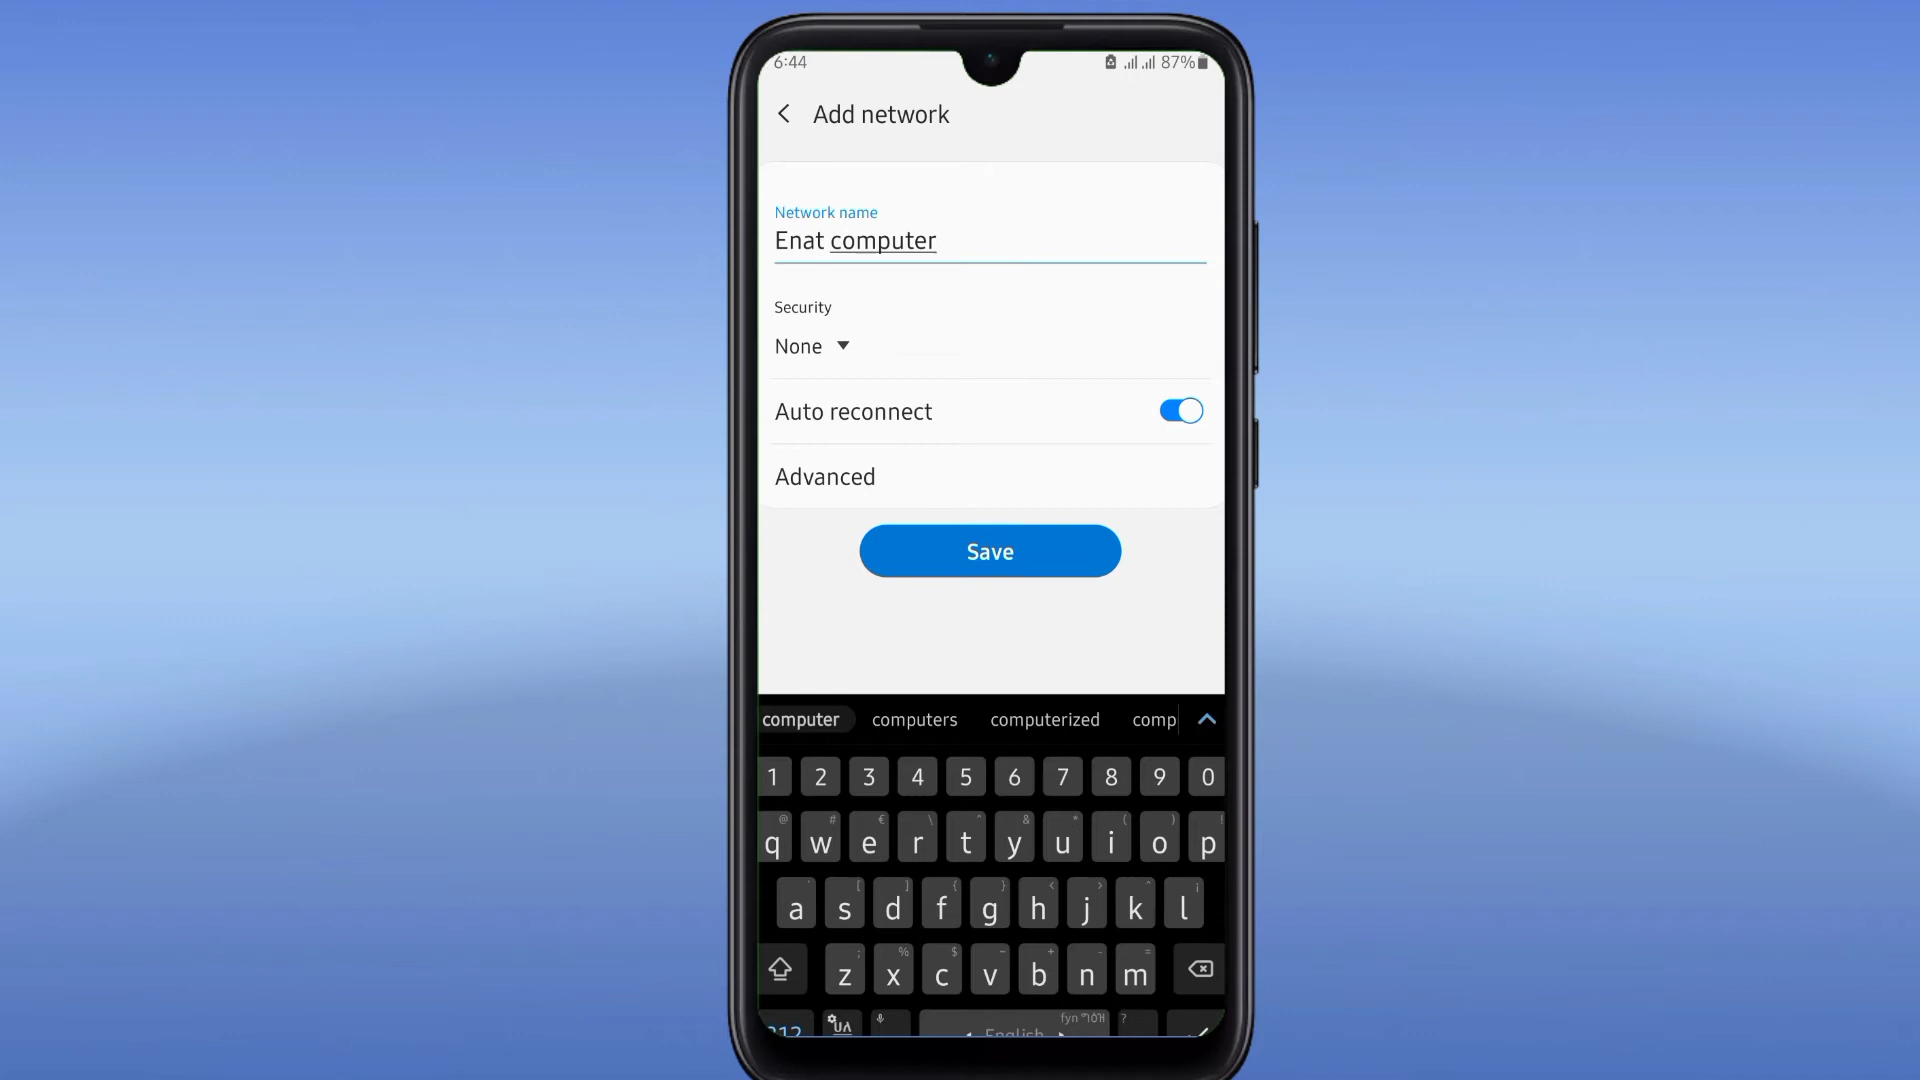 6:44 87%
Add network
Network name
Enat computer
Security
None
Auto reconnect
Advanced
Save
computer computers computerized comp
1 2 3 4 5 6 7 8 9 0
@ # € \ ^ & * ( ) !
q w e r t y u i o p
[ ] { } < >
a s d f g h j k l
; % $ - + =
z x c v b n m
?
English